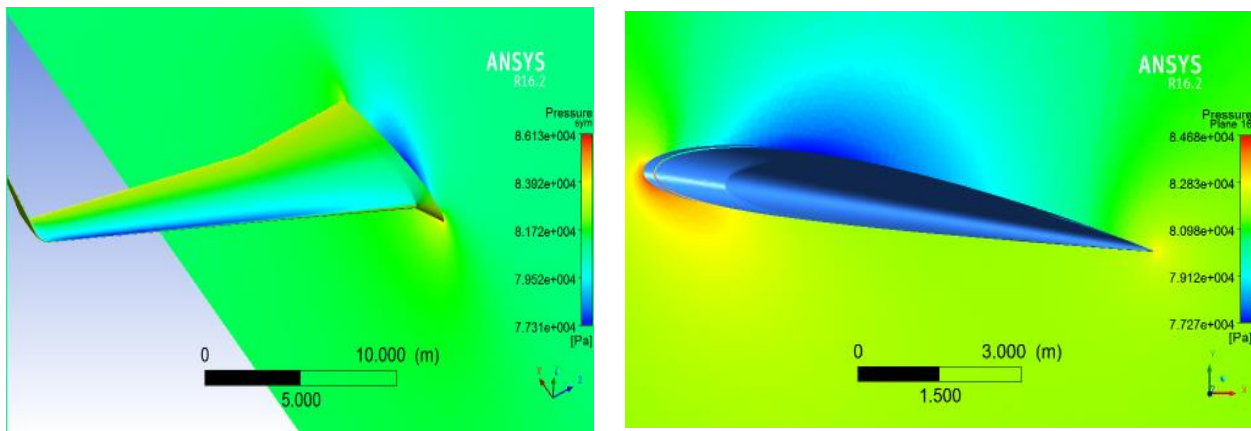 ANSYS
R16.2
Pressure
sym
8.613e+004
8.392e+004
8.172e+004
7.952e+004
7.731e+004
[Pa]
0
10.000 (m)
5.000
ANSYS
R16.2
Pressure
Plane 16
8.468e+004
8.283e+004
8.098e+004
7.912e+004
7.727e+004
[Pa]
0
3.000 (m)
1.500
Y
X